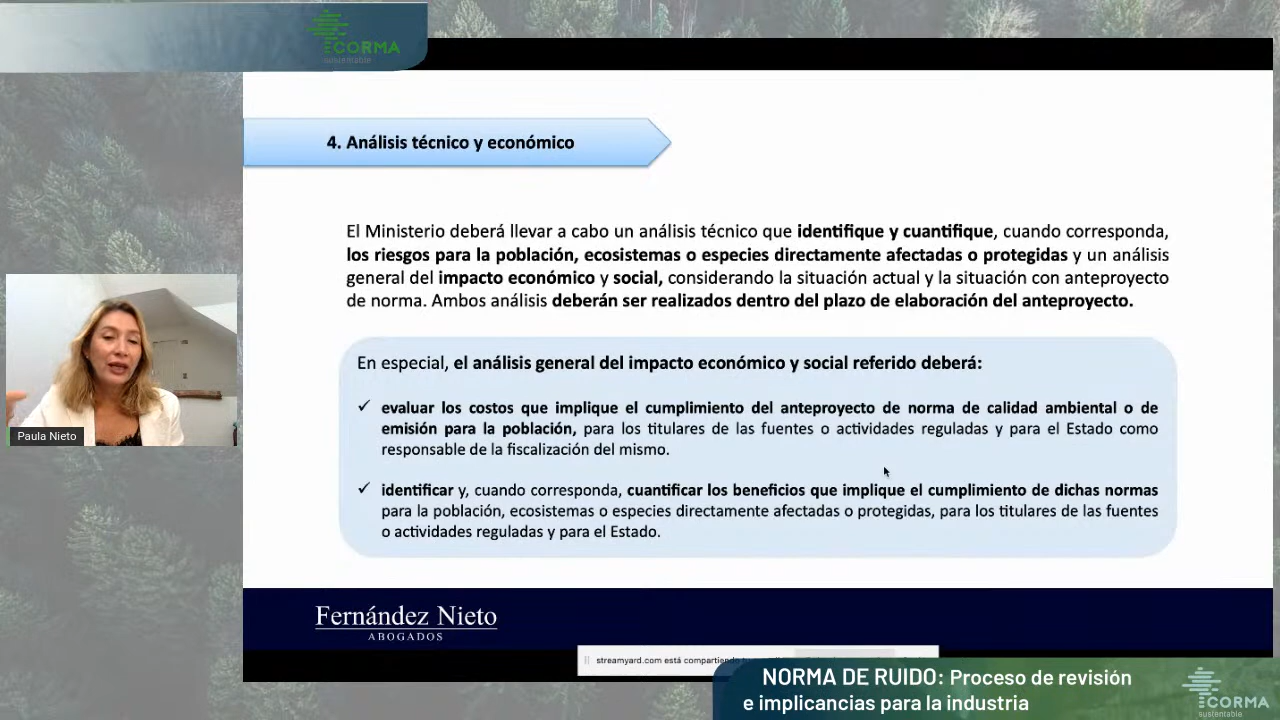 CORMA
sustentable
4. Análisis técnico y económico
El Ministerio deberá llevar a cabo un análisis técnico que identifique y cuantifique, cuando corresponda,
los riesgos para la población, ecosistemas o especies directamente afectadas o protegidas y un análisis
general del impacto económico y social, considerando la situación actual y la situación con anteproyecto
de norma. Ambos análisis deberán ser realizados dentro del plazo de elaboración del anteproyecto.
En especial, el análisis general del impacto económico y social referido deberá:
✓ evaluar los costos que implique el cumplimiento del anteproyecto de norma de calidad ambiental o de
emisión para la población, para los titulares de las fuentes o actividades reguladas y para el Estado como
responsable de la fiscalización del mismo.
✓ identificar y, cuando corresponda, cuantificar los beneficios que implique el cumplimiento de dichas normas
para la población, ecosistemas o especies directamente afectadas o protegidas, para los titulares de las fuentes
o actividades reguladas y para el Estado.
Paula Nieto
Fernández Nieto
ABOGADOS
streamyard.com está compartiendo
NORMA DE RUIDO: Proceso de revisión
e implicancias para la industria
CORMA
sustentable